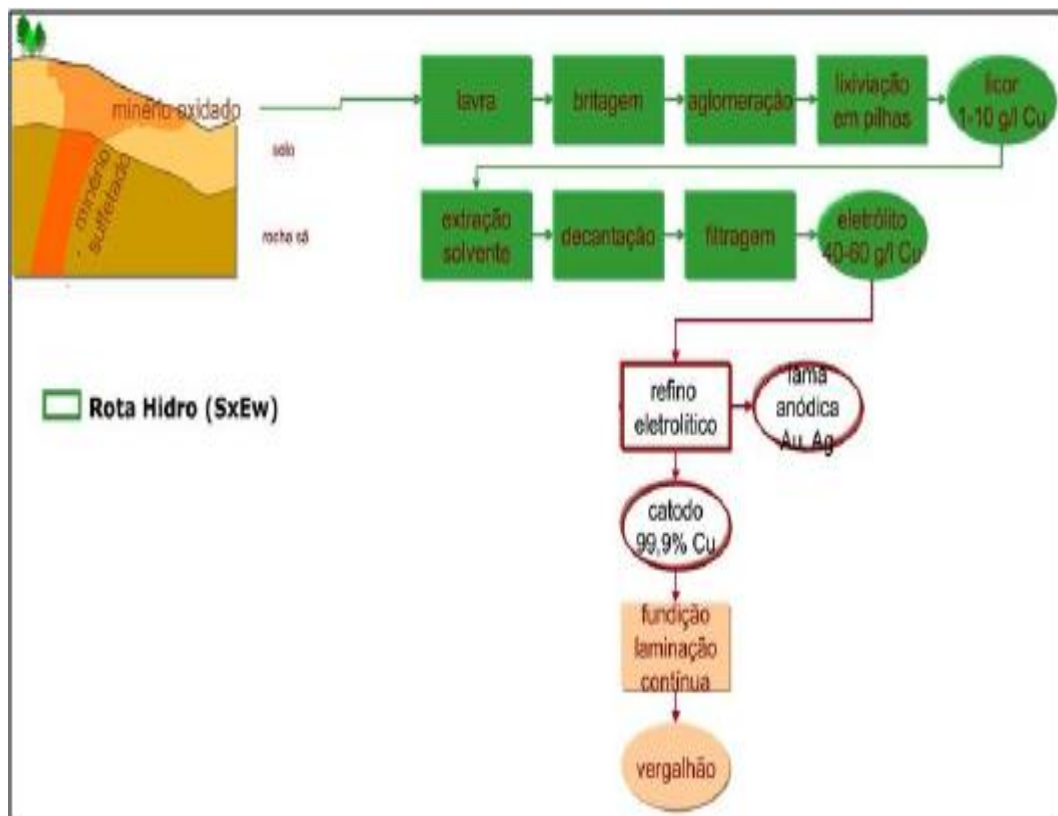 minério oxidado
solo
minério
sulfetado
rocha sã
lavra
britagem
aglomeração
lixiviação
em pilhas
licor
1-10 g/l Cu
extração
solvente
decantação
filtragem
eletrólito
40-60 g/l Cu
Rota Hidro (SxEw)
refino
eletrolítico
lama
anódica
Au, Ag
catodo
99,9% Cu
fundição
laminação
contínua
vergalhão